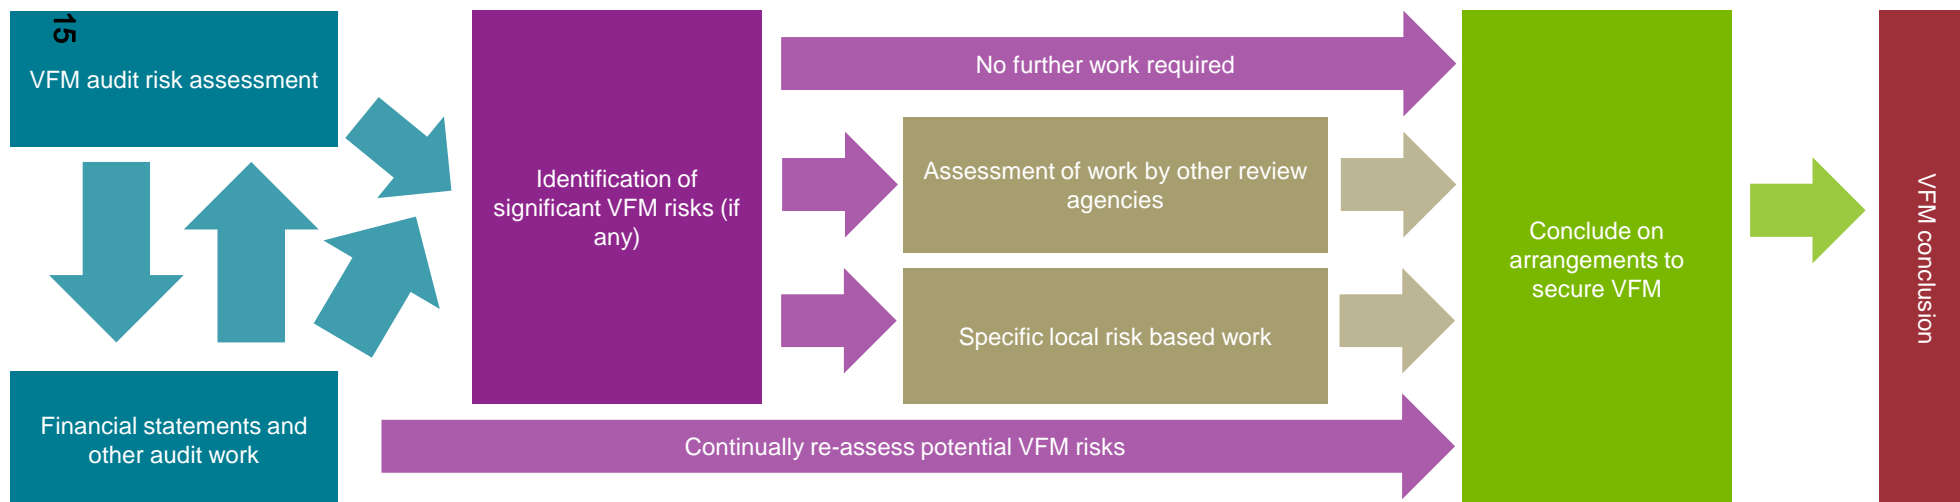 15
VFM audit risk assessment
No further work required
Identification of
significant VFM risks (if
any)
Assessment of work by other review
agencies
Conclude on
arrangements to
secure VFM
VFM conclusion
Specific local risk based work
Financial statements and
other audit work
Continually re-assess potential VFM risks